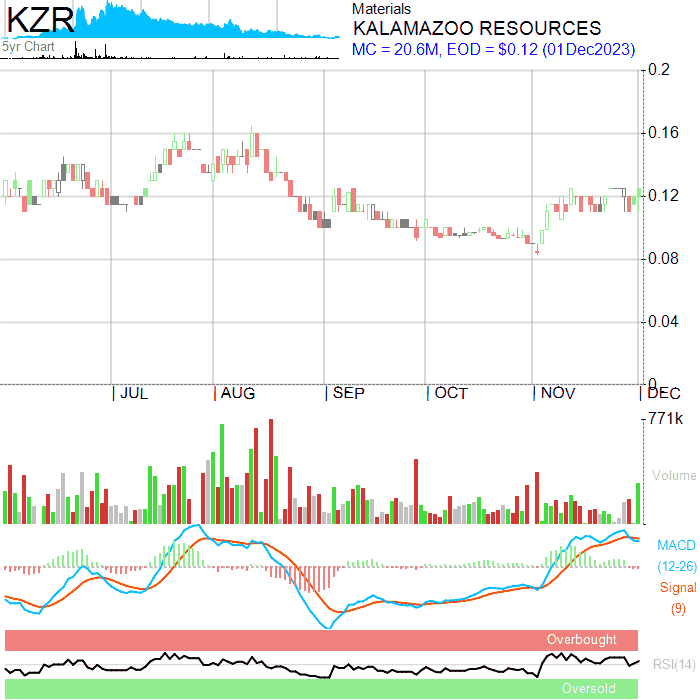 KZR
5yr Chart
Materials
KALAMAZOO RESOURCES
MC = 20.6M, EOD = $0.12 (01Dec2023)
0.2
0.16
0.12
0.08
0.04
0
JUL
AUG
SEP
OCT
NOV
DEC
771k
Volume
MACD
(12-26)
Signal
(9)
Overbought
RSI(14)
Oversold